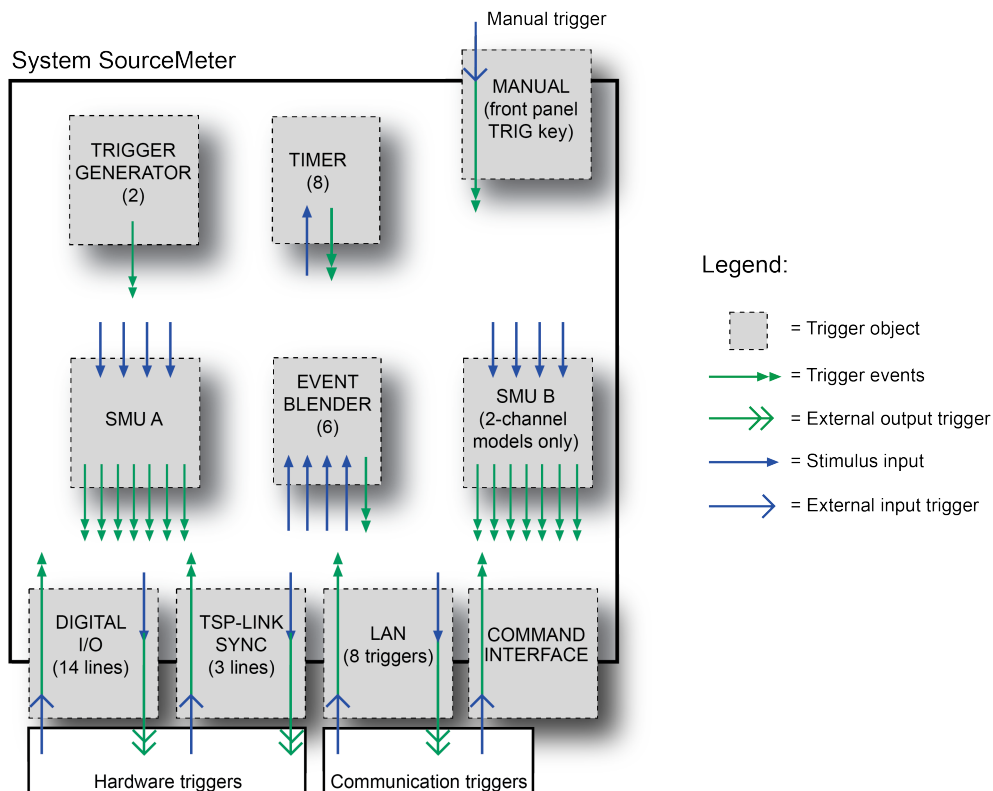 Manual trigger
System SourceMeter
MANUAL
(front panel
TRIG key)
TRIGGER
GENERATOR
(2)
TIMER
(8)
Legend:
= Trigger object
= Trigger events
= External output trigger
= Stimulus input
= External input trigger
SMU A
EVENT
BLENDER
(6)
SMU B
(2-channel
models only)
DIGITAL
I/O
(14 lines)
TSP-LINK
SYNC
(3 lines)
LAN
(8 triggers)
COMMAND
INTERFACE
Hardware triggers
Communication triggers